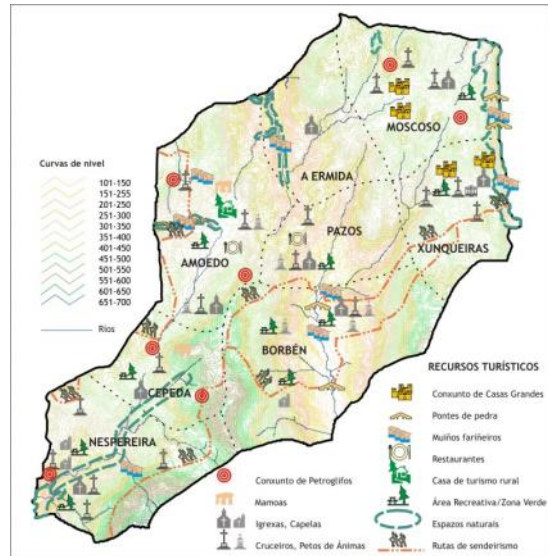 MOSCOSO
Curvas de nivel
101-150
151-255
201-250
251-300
301-350
351-400
401-450
451-500
501-550
551-600
601-650
651-700
Ríos
A ERMIDA
PAZOS
XUNQUEIRAS
AMOEDO
BORBÉN
CEPEDA
NESPEREIRA
RECURSOS TURÍSTICOS
Conxunto de Casas Grandes
Pontes de pedra
Muiños fariñeiros
Restaurantes
Casa de turismo rural
Área Recreativa/Zona Verde
Espazos naturais
Rutas de sendeirismo
Conxunto de Petroglifos
Mamoas
Igrexas, Capelas
Cruceiros, Petos de Ánimas